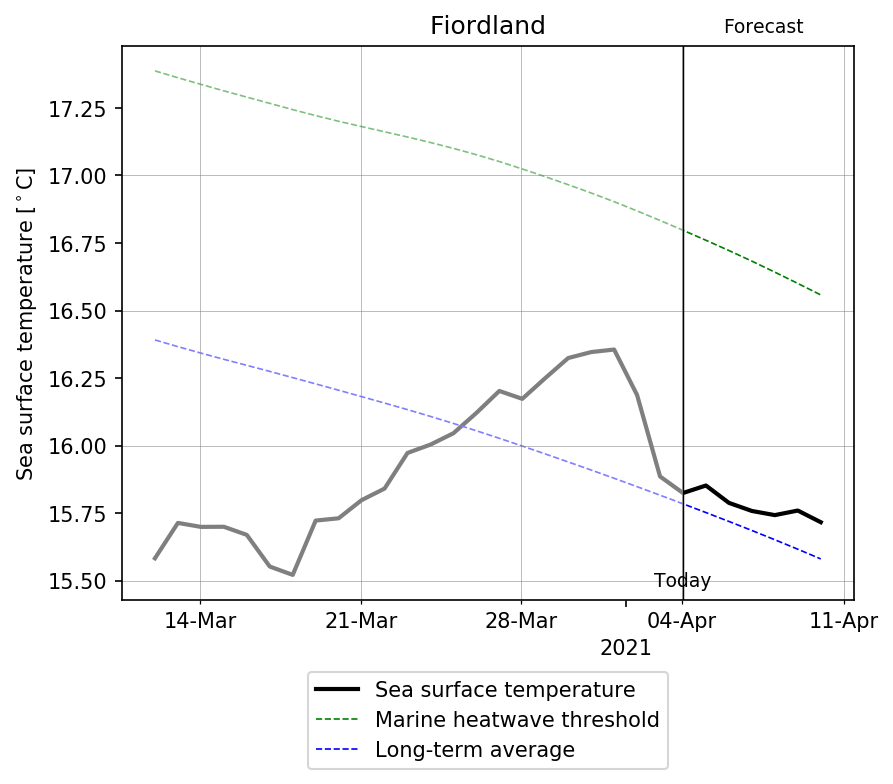 Fiordland
Forecast
Sea surface temperature [°C]
17.25
17.00
16.75
16.50
16.25
16.00
15.75
15.50
Today
14-Mar 21-Mar 28-Mar 04-Apr 11-Apr
2021
Sea surface temperature
Marine heatwave threshold
Long-term average